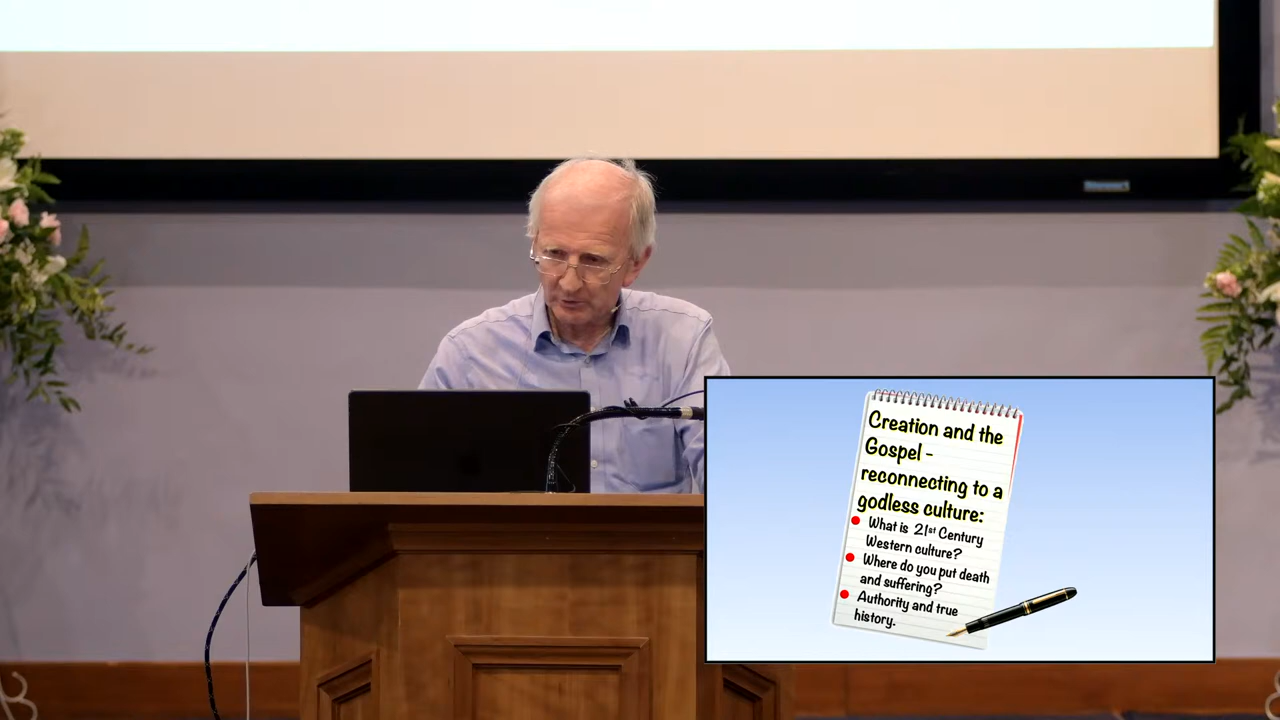 Creation and the
Gospel -
reconnecting to a
godless culture:
What is 21st Century
Western culture?
Where do you put death
and suffering?
Authority and true
history.